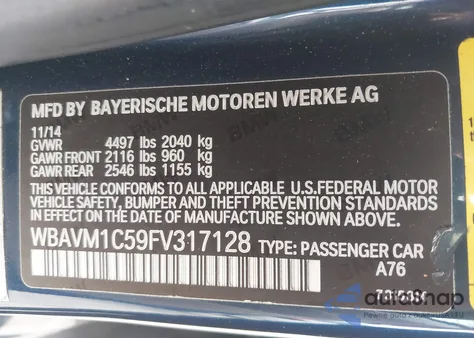 MFD BY BAYERISCHE MOTOREN WERKE AG
11/14
GVWR 4497 lbs 2040 kg
GAWR FRONT 2116 lbs 960 kg
GAWR REAR 2546 lbs 1155 kg
THIS VEHICLE CONFORMS TO ALL APPLICABLE U.S.FEDERAL MOTOR
VEHICLE SAFETY, BUMPER AND THEFT PREVENTION STANDARDS IN
EFFECT ON THE DATE OF MANUFACTURE SHOWN ABOVE.
WBAVM1C59FV317128 TYPE: PASSENGER CAR
A76
autosnap